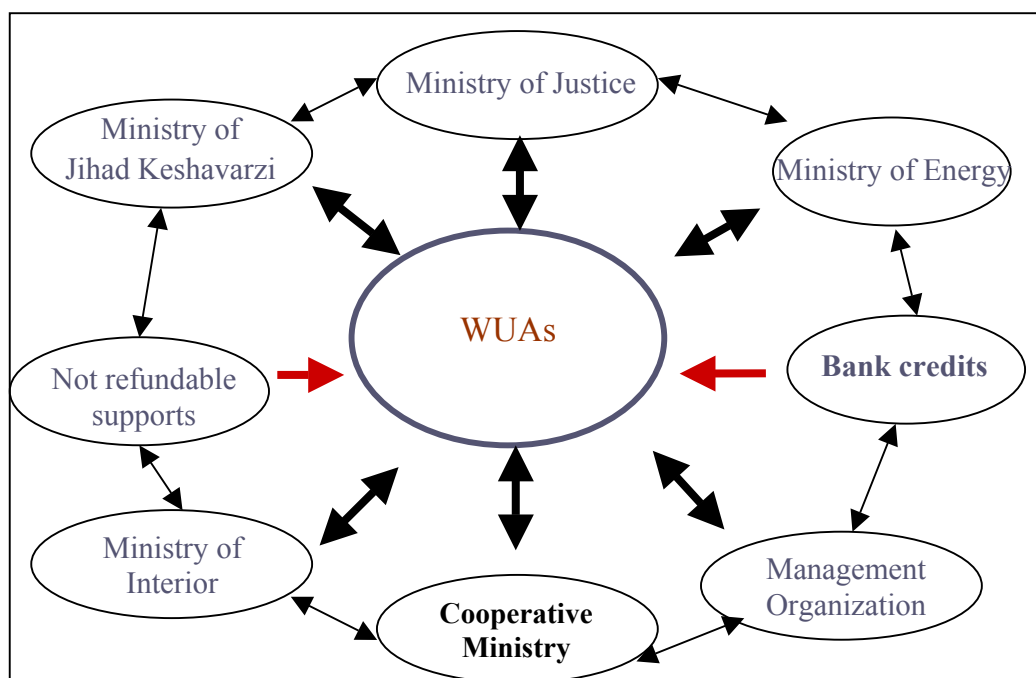 Ministry of Justice
Ministry of
Jihad Keshavarzi
Ministry of Energy
WUAs
Not refundable
supports
Bank credits
Ministry of
Interior
Cooperative
Ministry
Management
Organization